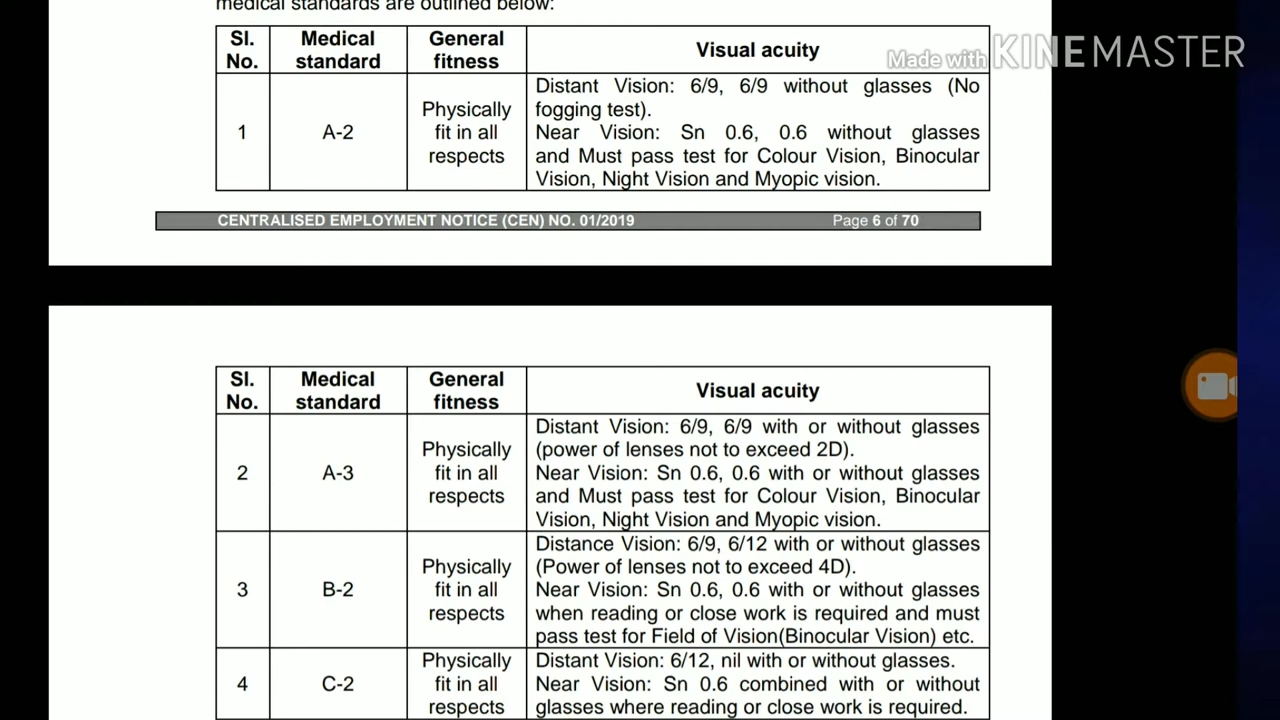 medical standards are outlined below:
Made with KINEMASTER
Sl. No. Medical standard General fitness Visual acuity
1 A-2 Physically fit in all respects
Distant Vision: 6/9, 6/9 without glasses (No
fogging test).
Near Vision: Sn 0.6, 0.6 without glasses
and Must pass test for Colour Vision, Binocular
Vision, Night Vision and Myopic vision.
CENTRALISED EMPLOYMENT NOTICE (CEN) NO. 01/2019 Page 6 of 70
Sl. No. Medical standard General fitness Visual acuity
2 A-3 Physically fit in all respects
Distant Vision: 6/9, 6/9 with or without glasses
(power of lenses not to exceed 2D).
Near Vision: Sn 0.6, 0.6 with or without glasses
and Must pass test for Colour Vision, Binocular
Vision, Night Vision and Myopic vision.
3 B-2 Physically fit in all respects
Distance Vision: 6/9, 6/12 with or without glasses
(Power of lenses not to exceed 4D).
Near Vision: Sn 0.6, 0.6 with or without glasses
when reading or close work is required and must
pass test for Field of Vision(Binocular Vision) etc.
4 C-2 Physically fit in all respects
Distant Vision: 6/12, nil with or without glasses.
Near Vision: Sn 0.6 combined with or without
glasses where reading or close work is required.